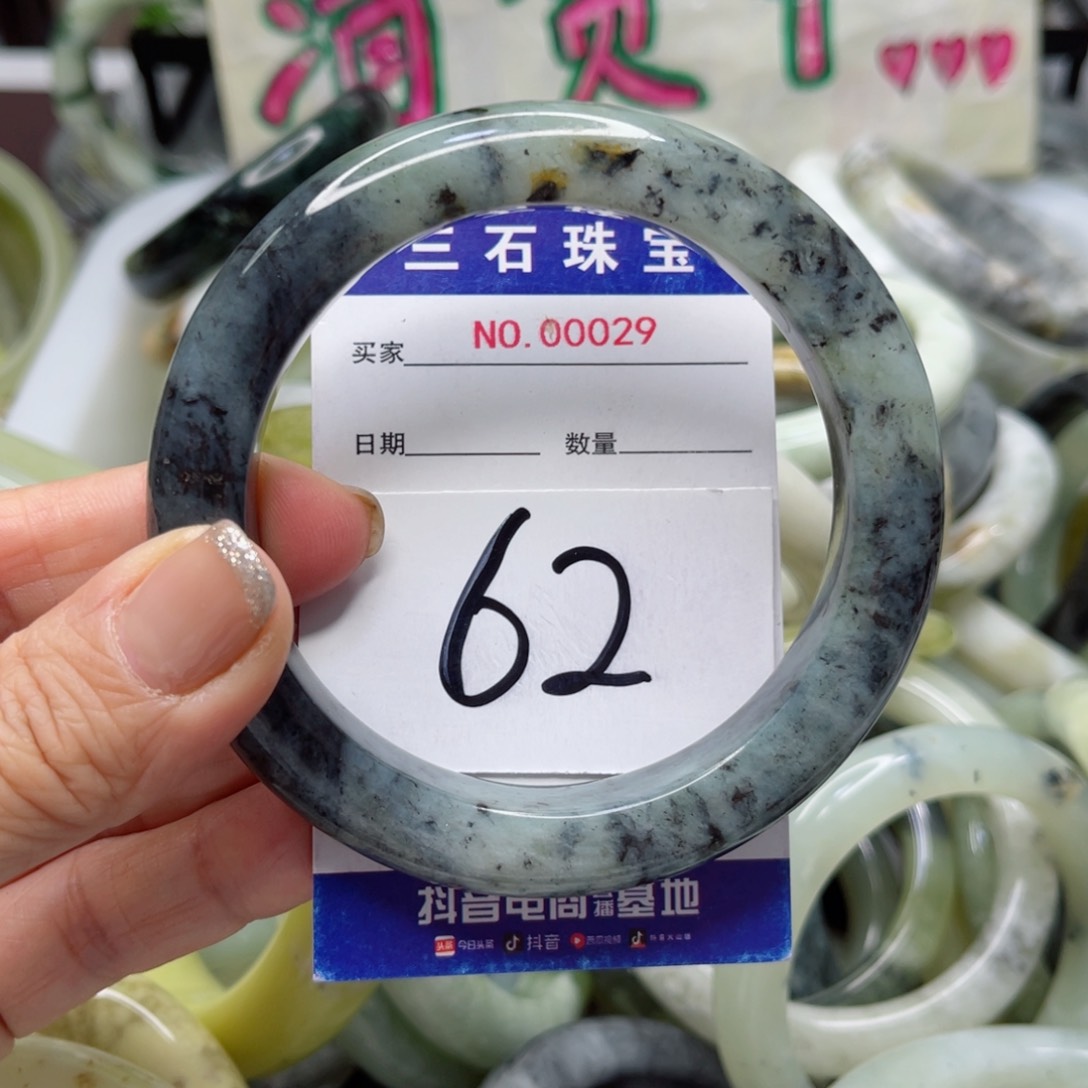 三石珠宝
NO.00029
买家
日期 数量
62
抖音电商直播基地
今日头条 抖音 西瓜视频 抖音火山版